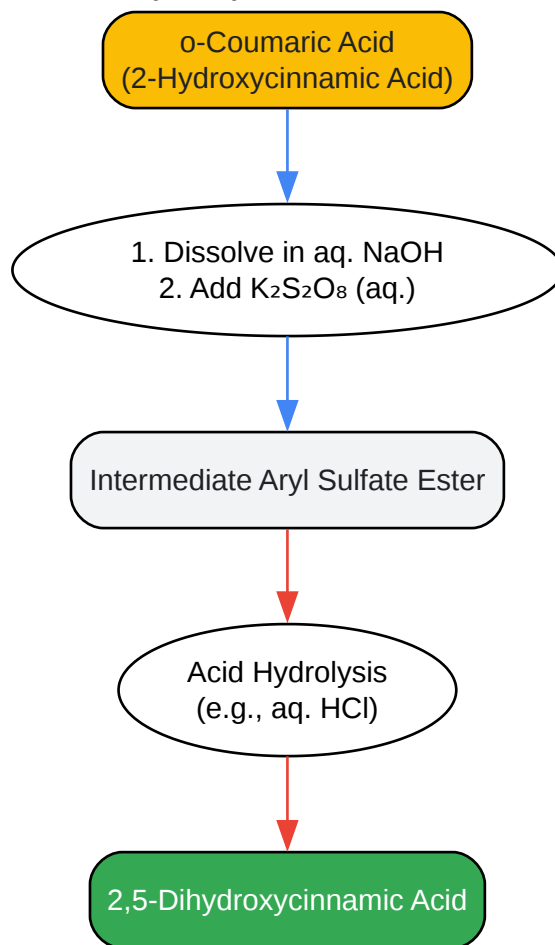 o-Coumaric Acid
(2-Hydroxycinnamic Acid)
1. Dissolve in aq. NaOH
2. Add K₂S₂O₈ (aq.)
Intermediate Aryl Sulfate Ester
Acid Hydrolysis
(e.g., aq. HCl)
2,5-Dihydroxycinnamic Acid